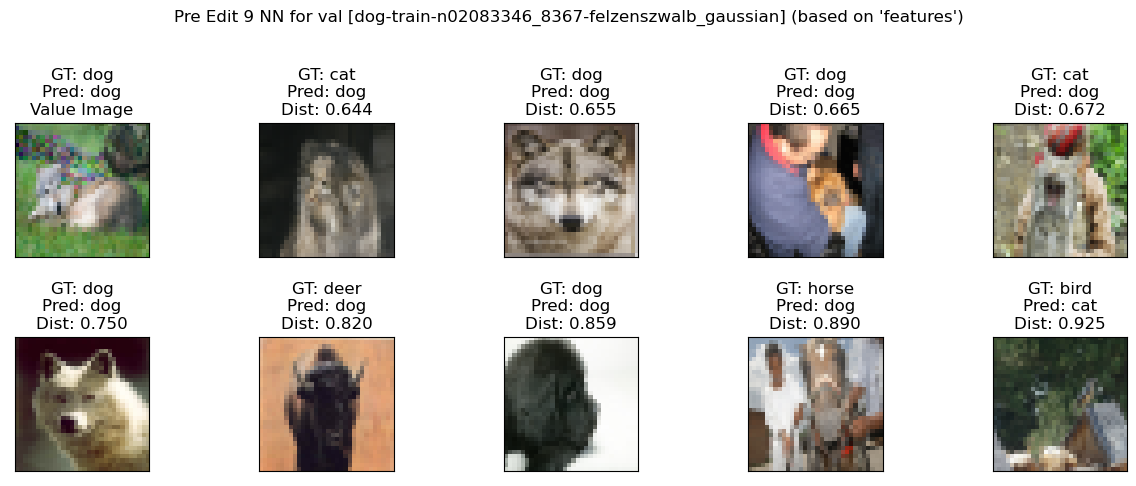 Pre Edit 9 NN for val [dog-train-n02083346_8367-felzenszwalb_gaussian] (based on 'features')
GT: dog
Pred: dog
Value Image
GT: cat
Pred: dog
Dist: 0.644
GT: dog
Pred: dog
Dist: 0.655
GT: dog
Pred: dog
Dist: 0.665
GT: cat
Pred: dog
Dist: 0.672
GT: dog
Pred: dog
Dist: 0.750
GT: deer
Pred: dog
Dist: 0.820
GT: dog
Pred: dog
Dist: 0.859
GT: horse
Pred: dog
Dist: 0.890
GT: bird
Pred: cat
Dist: 0.925